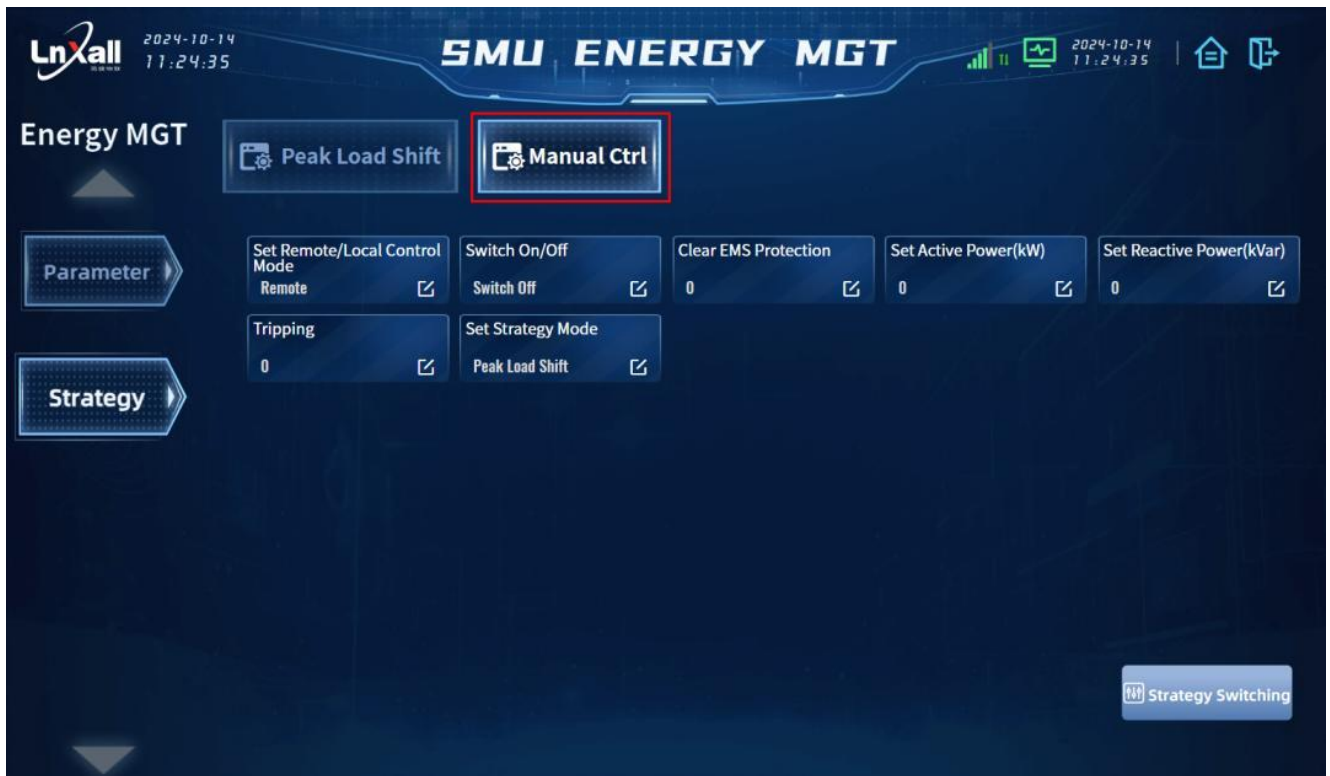 Lnxall
2024-10-14
11:24:35
SMU ENERGY MGT
2024-10-14
11:24:35
Energy MGT
Peak Load Shift
Manual Ctrl
Parameter
Strategy
Set Remote/Local Control
Mode
Remote
Switch On/Off
Switch Off
Clear EMS Protection
0
Set Active Power(kW)
0
Set Reactive Power(kVar)
0
Tripping
0
Set Strategy Mode
Peak Load Shift
Strategy Switching